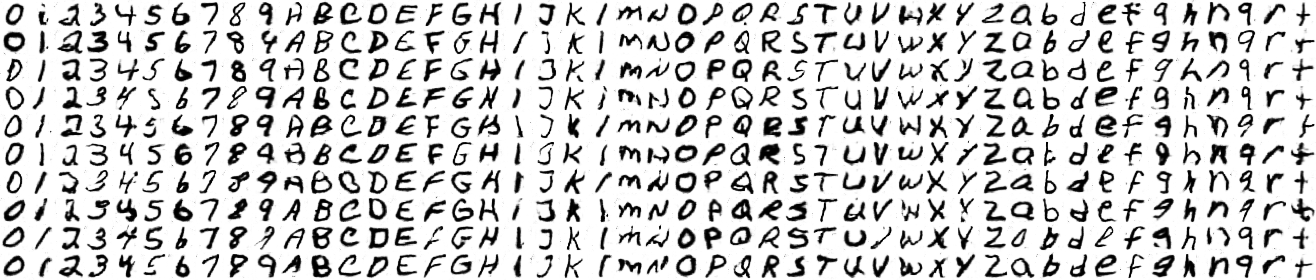 0 i 2 3 4 5 6 7 8 9 A B C D E F G H I J K l m N O P Q R S T U V W X Y Z a b d e f g h n q r t
0 1 2 3 4 5 6 7 8 9 A B C D E F G H I J K l m N O P Q R S T U V W X Y Z a b d e f g h n q r t
0 1 2 3 4 5 6 7 8 9 A B C D E F G H I J K l m N O P Q R S T U V W X Y Z a b d e f g h n q r t
0 1 2 3 4 5 6 7 8 9 A B C D E F G H I J K l m N O P Q R S T U V W X Y Z a b d e f g h n q r t
0 1 2 3 4 5 6 7 8 9 A B C D E F G H I J K l m N O P Q R S T U V W X Y Z a b d e f g h n q r t
0 1 2 3 4 5 6 7 8 9 A B C D E F G H I J K l m N O P Q R S T U V W X Y Z a b d e f g h n q r t
0 1 2 3 4 5 6 7 8 9 A B C D E F G H I J K l m N O P Q R S T U V W X Y Z a b d e f g h n q r t
0 1 2 3 4 5 6 7 8 9 A B C D E F G H I J K l m N O P Q R S T U V W X Y Z a b d e f g h n q r t
0 1 2 3 4 5 6 7 8 9 A B C D E F G H I J K l m N O P Q R S T U V W X Y Z a b d e f g h n q r t
0 1 2 3 4 5 6 7 8 9 A B C D E F G H I J K l m N O P Q R S T U V W X Y Z a b d e f g h n q r t